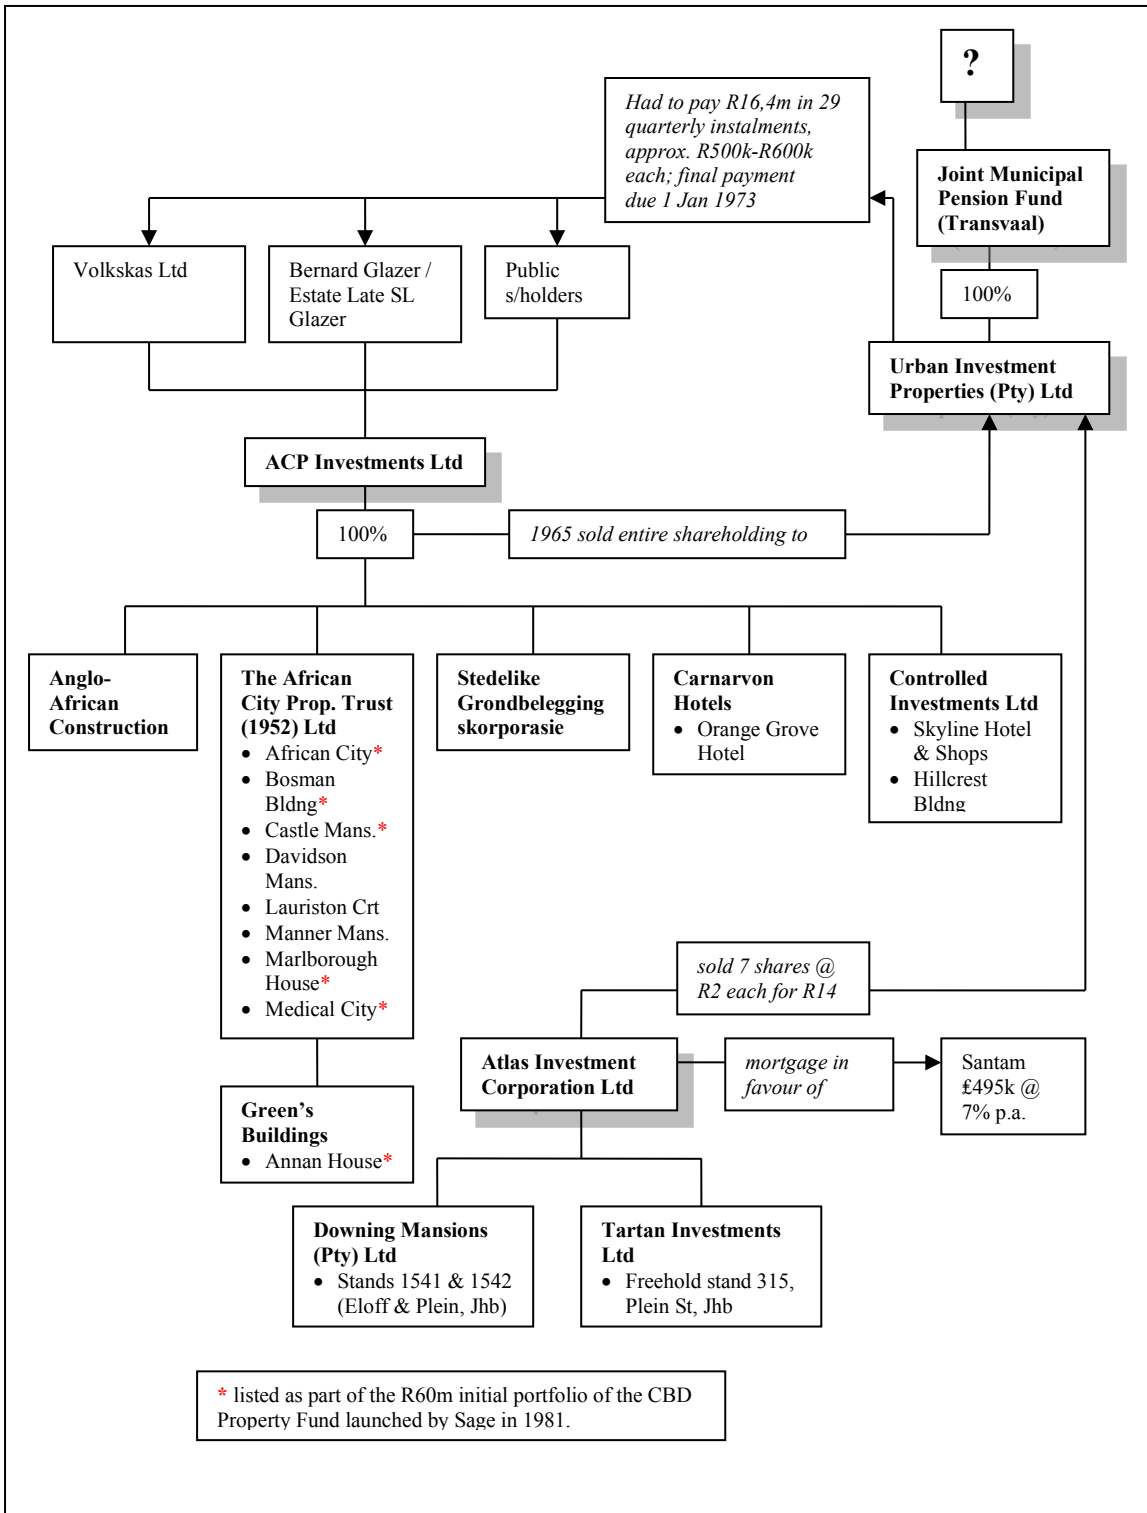 ?
Had to pay R16,4m in 29
quarterly instalments,
approx. R500k-R600k
each; final payment
due 1 Jan 1973
Joint Municipal
Pension Fund
(Transvaal)
Volkskas Ltd
Bernard Glazer /
Estate Late SL
Glazer
Public
s/holders
100%
Urban Investment
Properties (Pty) Ltd
ACP Investments Ltd
100%
1965 sold entire shareholding to
Anglo-
African
Construction
The African
City Prop. Trust
(1952) Ltd
• African City*
• Bosman
Bldng*
• Castle Mans.*
• Davidson
Mans.
• Lauriston Crt
• Manner Mans.
• Marlborough
House*
• Medical City*
Stedelike
Grondbelegging
skorporasie
Carnarvon
Hotels
• Orange Grove
Hotel
Controlled
Investments Ltd
• Skyline Hotel
& Shops
• Hillcrest
Bldng
sold 7 shares @
R2 each for R14
Atlas Investment
Corporation Ltd
mortgage in
favour of
Santam
£495k @
7% p.a.
Green's
Buildings
• Annan House*
Downing Mansions
(Pty) Ltd
• Stands 1541 & 1542
(Eloff & Plein, Jhb)
Tartan Investments
Ltd
• Freehold stand 315,
Plein St, Jhb
* listed as part of the R60m initial portfolio of the CBD
Property Fund launched by Sage in 1981.